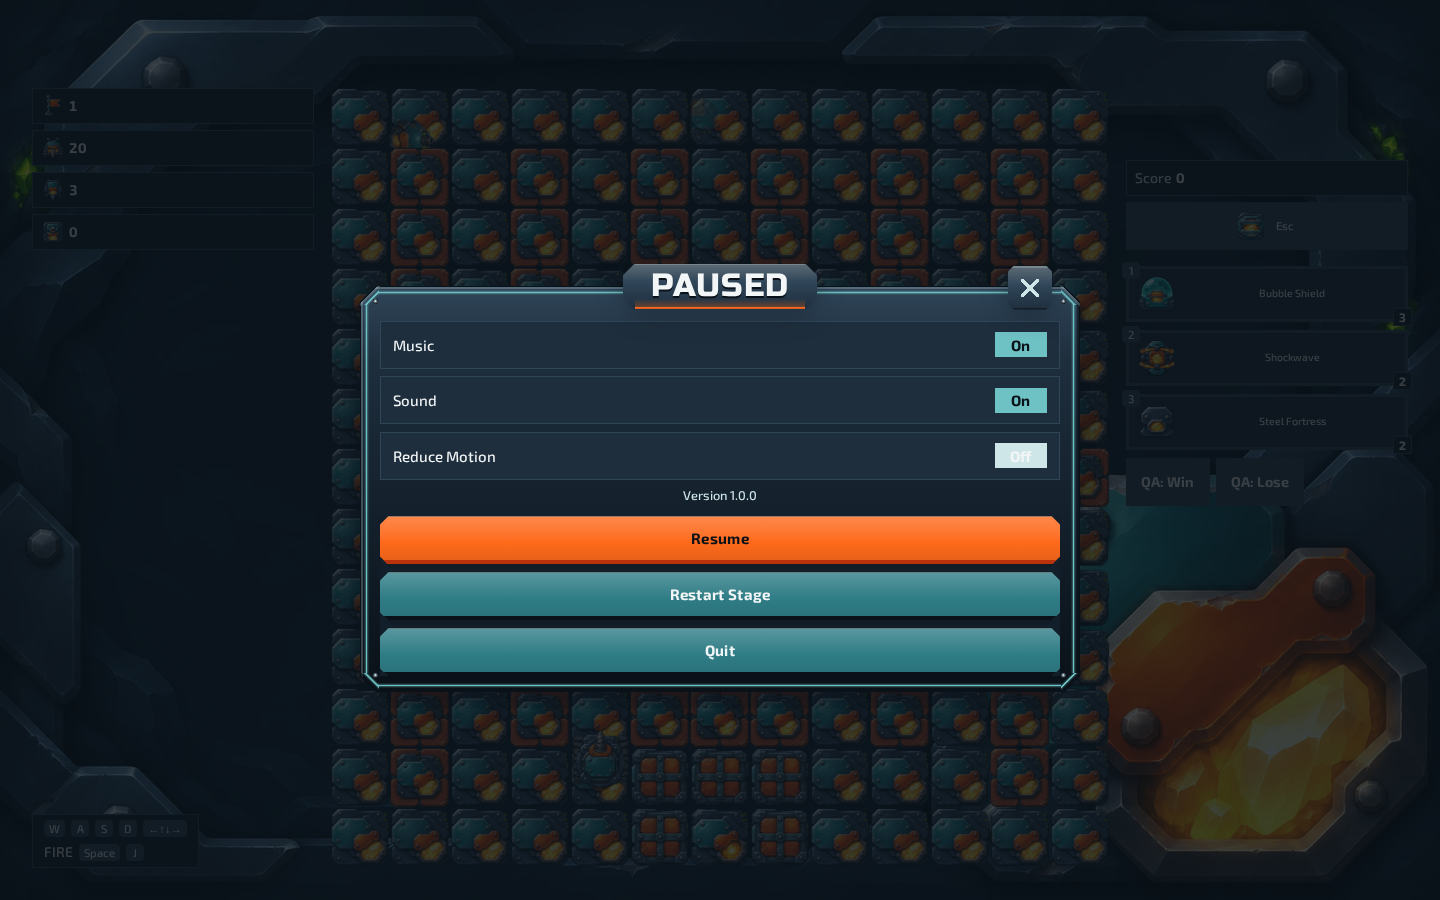 PAUSED
Music On
Sound On
Reduce Motion Off
Version 1.0.0
Resume
Restart Stage
Quit
1
20
3
0
Score 0
Esc
1
Bubble Shield
3
2
Shockwave
2
3
Steel Fortress
2
QA: Win QA: Lose
W A S D ←↑↓→
FIRE Space J